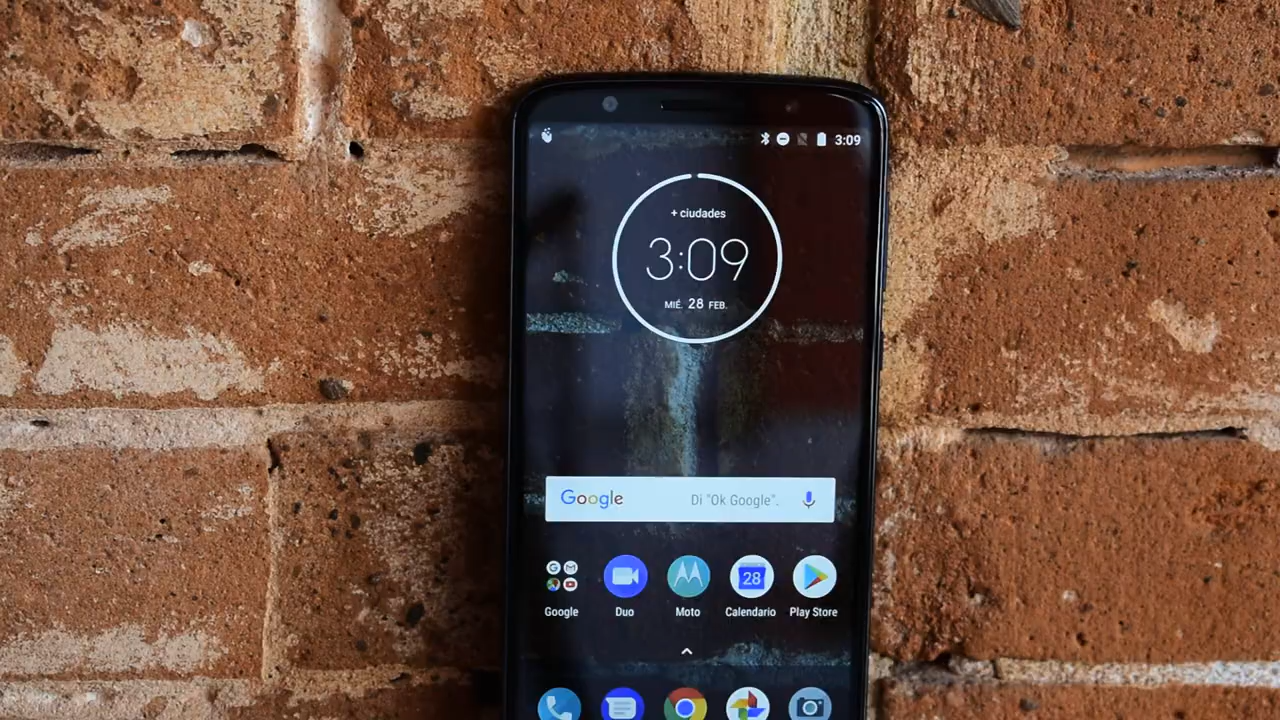 3:09
+ ciudades
3:09
MIÉ. 28 FEB.
Google Di "Ok Google".
28
Google Duo Moto Calendario Play Store